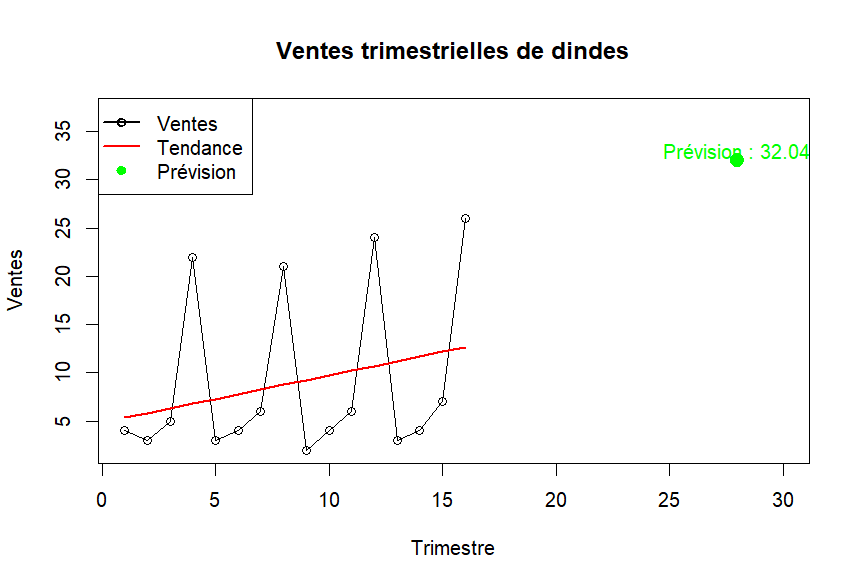 Ventes trimestrielles de dindes
Ventes
Tendance
Prévision
Prévision : 32.04
35
30
25
20
15
10
5
Ventes
0 5 10 15 20 25 30
Trimestre